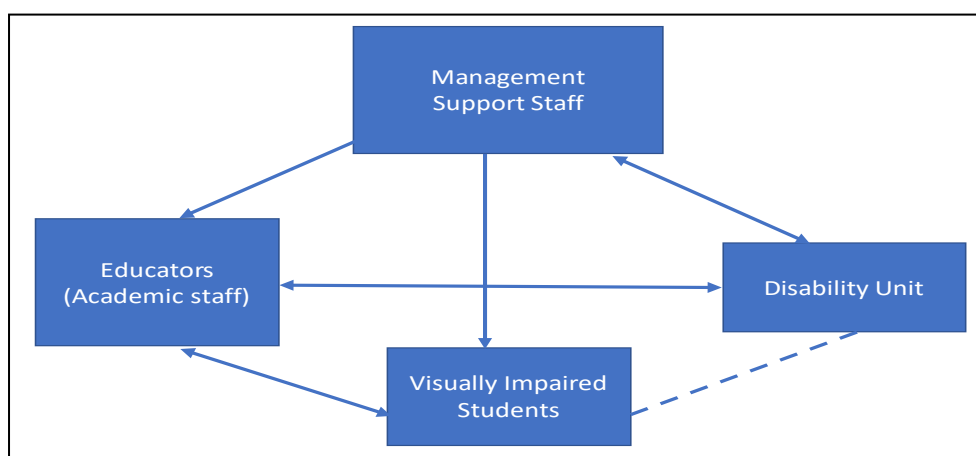 Management
Support Staff
Educators
(Academic staff)
Disability Unit
Visually Impaired
Students